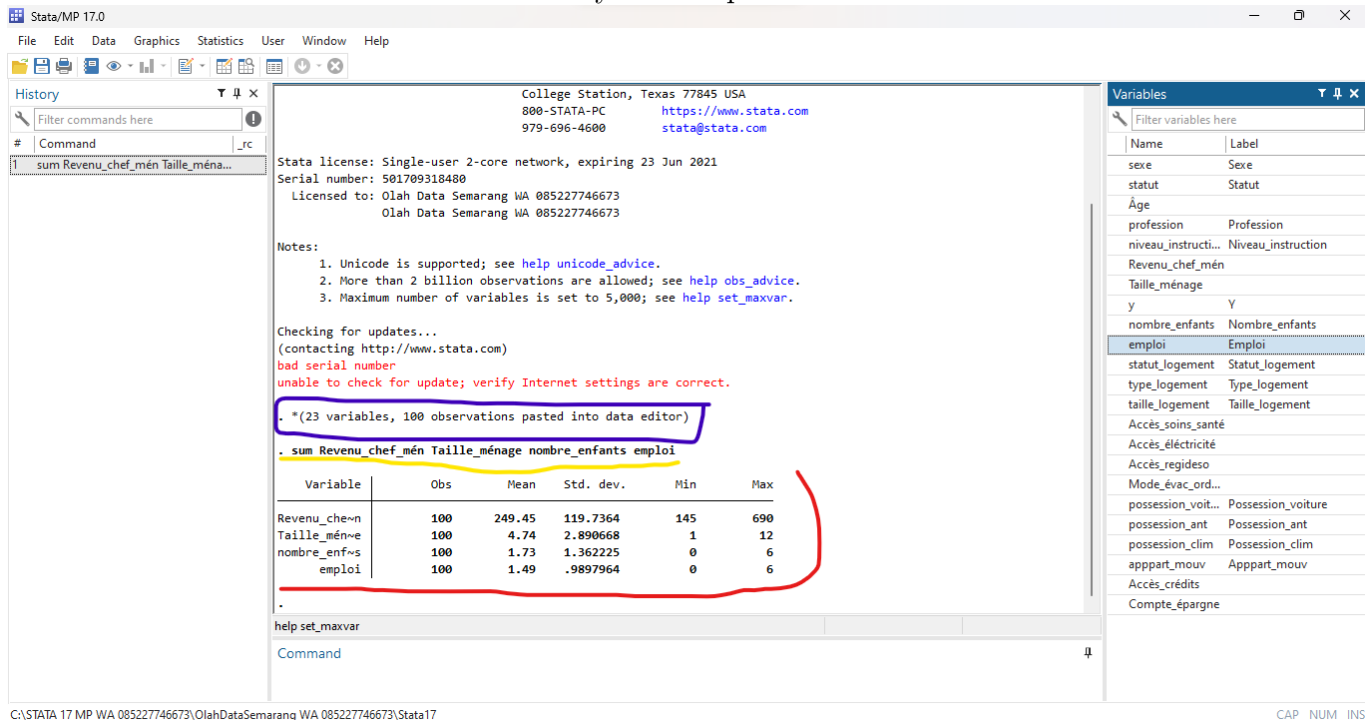 Stata/MP 17.0
File Edit Data Graphics Statistics User Window Help
History
Filter commands here
# Command _rc
1 sum Revenu_chef_mén Taille_ména...
College Station, Texas 77845 USA
800-STATA-PC https://www.stata.com
979-696-4600 stata@stata.com
Stata license: Single-user 2-core network, expiring 23 Jun 2021
Serial number: 501709318480
Licensed to: Olah Data Semarang WA 085227746673
Olah Data Semarang WA 085227746673
Notes:
1. Unicode is supported; see help unicode_advice.
2. More than 2 billion observations are allowed; see help obs_advice.
3. Maximum number of variables is set to 5,000; see help set_maxvar.
Checking for updates...
(contacting http://www.stata.com)
bad serial number
unable to check for update; verify Internet settings are correct.
. *(23 variables, 100 observations pasted into data editor)
. sum Revenu_chef_mén Taille_ménage nombre_enfants emploi
Variable Obs Mean Std. dev. Min Max
Revenu_che~n 100 249.45 119.7364 145 690
Taille_mén~e 100 4.74 2.890668 1 12
nombre_enf~s 100 1.73 1.362225 0 6
emploi 100 1.49 .9897964 0 6
.
help set_maxvar
Command
Variables
Filter variables here
Name Label
sexe Sexe
statut Statut
Âge
profession Profession
niveau_instructi... Niveau_instruction
Revenu_chef_mén
Taille_ménage
y Y
nombre_enfants Nombre_enfants
emploi Emploi
statut_logement Statut_logement
type_logement Type_logement
taille_logement Taille_logement
Accès_soins_santé
Accès_éléctricité
Accès_regideso
Mode_évac_ord...
possession_voit... Possession_voiture
possession_ant Possession_ant
possession_clim Possession_clim
apppart_mouv Apppart_mouv
Accès_crédits
Compte_épargne
C:\STATA 17 MP WA 085227746673\OlahDataSemarang WA 085227746673\Stata17
CAP NUM INS